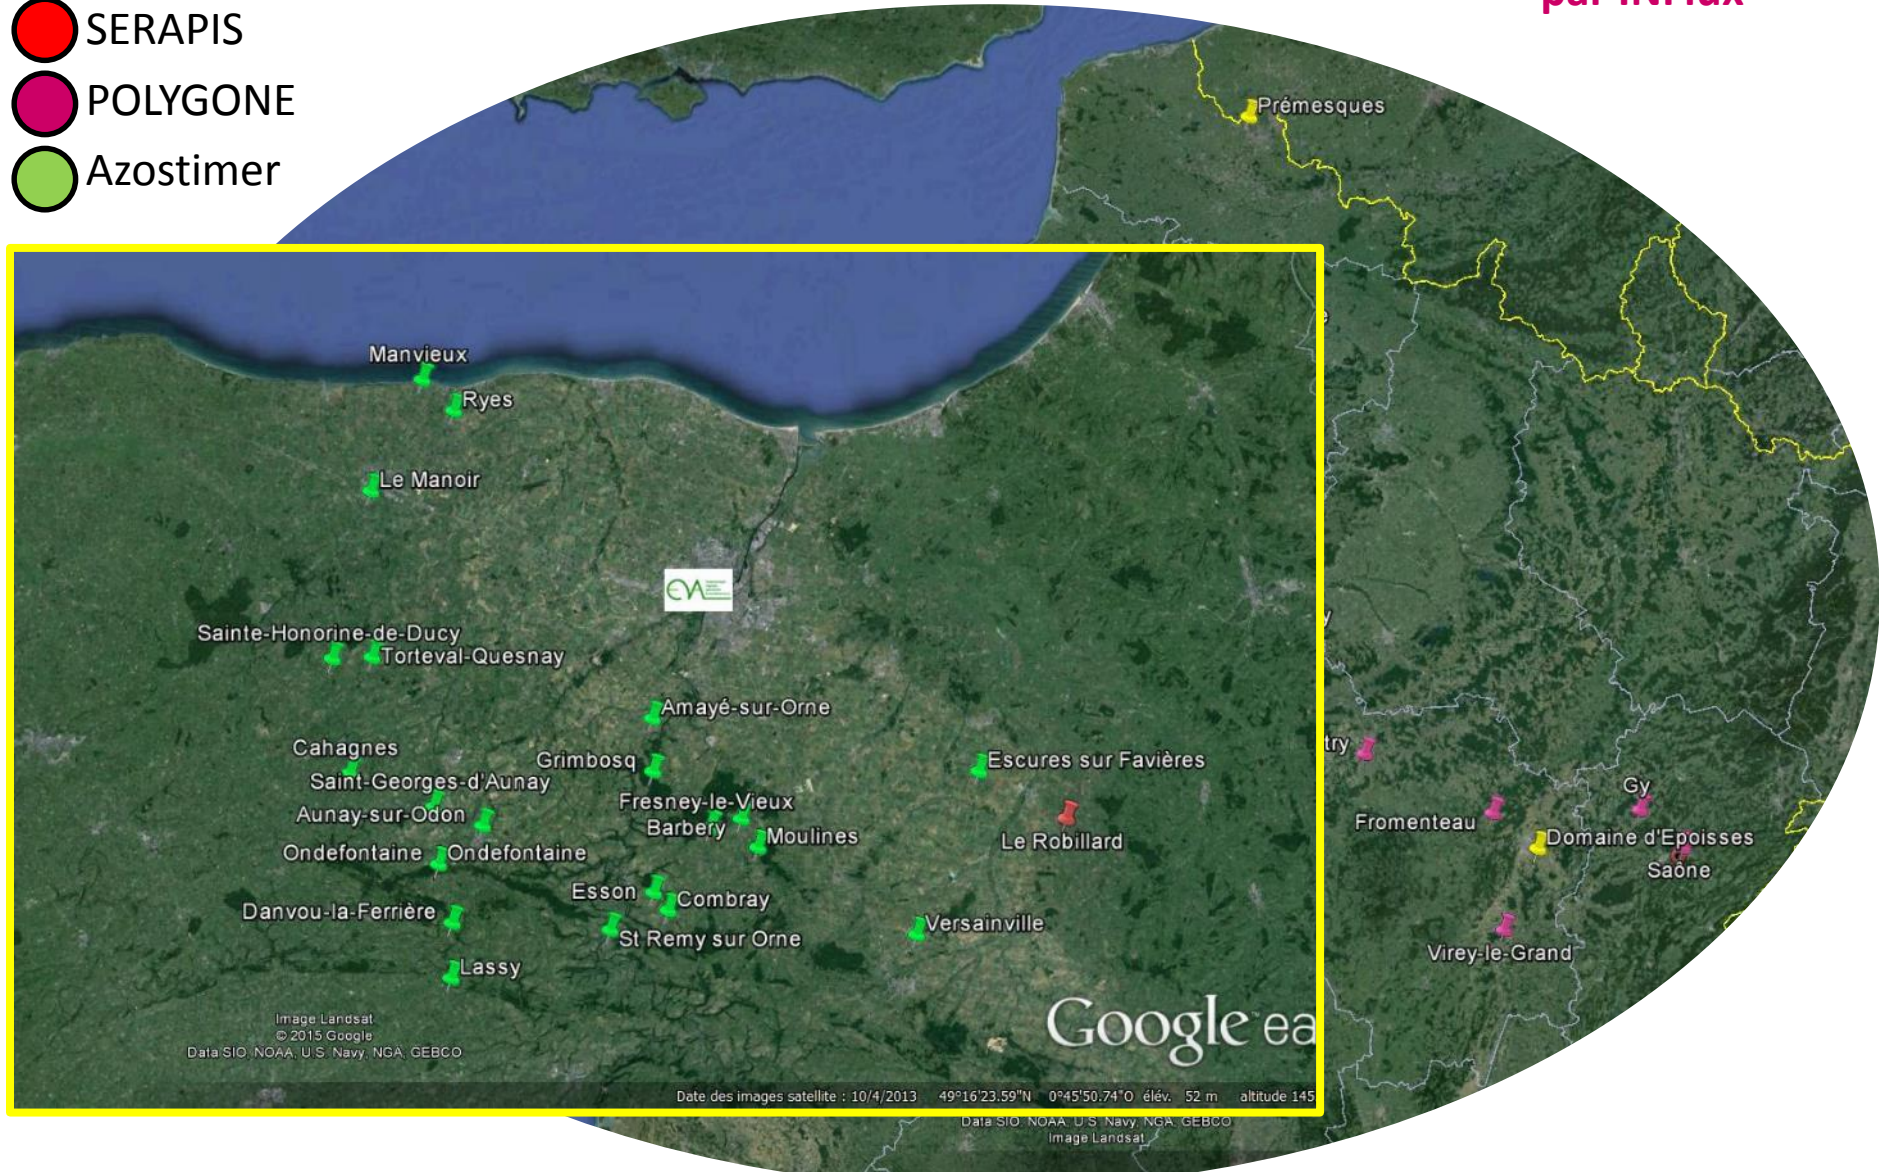 SERAPIS
POLYGONE
Azostimer
Prémesques
Manvieux
Ryes
Le Manoir
Sainte-Honorine-de-Ducy
Torteval-Quesnay
Amayé-sur-Orne
Cahagnes
Grimbosq
Escures sur Favières
Saint-Georges-d'Aunay
Fresney-le-Vieux
Aunay-sur-Odon
Barbery
Moulines
Le Robillard
Ondefontaine
Ondefontaine
Esson
Combray
Danvou-la-Ferrière
St Remy sur Orne
Versainville
Lassy
try
Gy
Fromenteau
Domaine d'Epoisses
Saône
Virey-le-Grand
Google ea
Image Landsat
© 2015 Google
Data SIO, NOAA, U.S. Navy, NGA, GEBCO
Date des images satellite : 10/4/2013 49°16'23.59"N 0°45'50.74"O élév. 52 m altitude 145
Data SIO, NOAA, U.S. Navy, NGA, GEBCO
Image Landsat